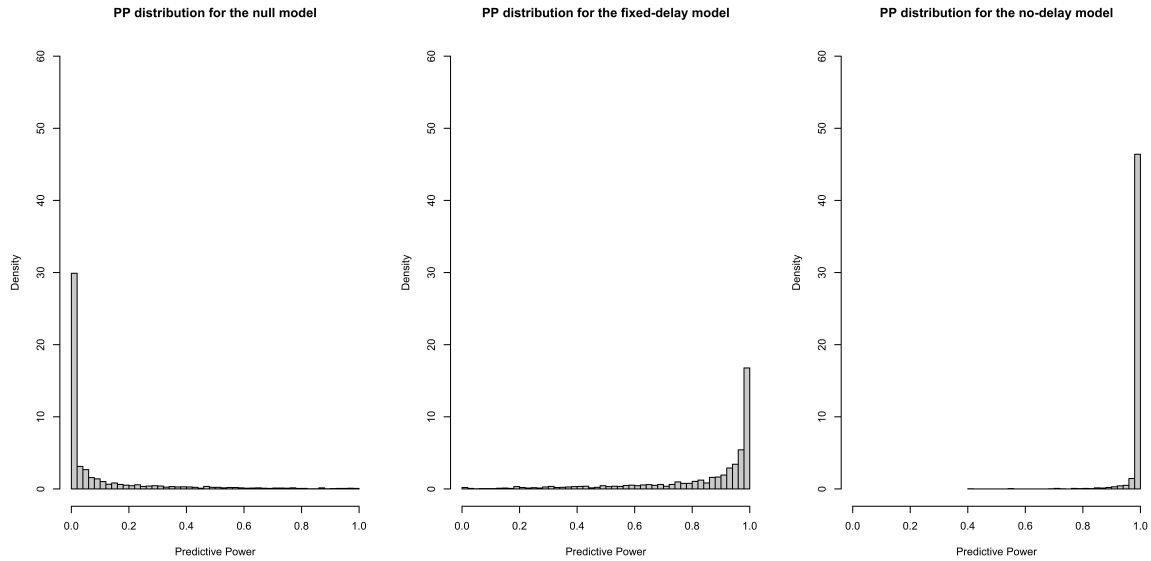 PP distribution for the null model
60
50
40
30
20
10
0
Density
0.0 0.2 0.4 0.6 0.8 1.0
Predictive Power
PP distribution for the fixed-delay model
60
50
40
30
20
10
0
Density
0.0 0.2 0.4 0.6 0.8 1.0
Predictive Power
PP distribution for the no-delay model
60
50
40
30
20
10
0
Density
0.0 0.2 0.4 0.6 0.8 1.0
Predictive Power